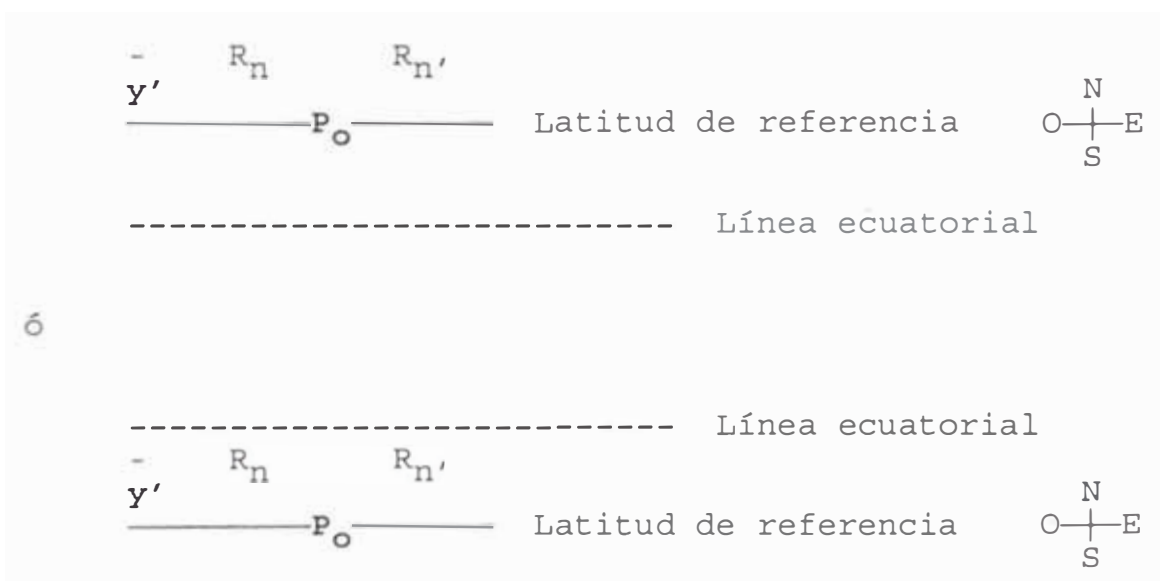 - Rn Rn'
y'
Po Latitud de referencia
N
O E
S
Línea ecuatorial
ó
Línea ecuatorial
- Rn Rn'
y'
Po Latitud de referencia
N
O E
S